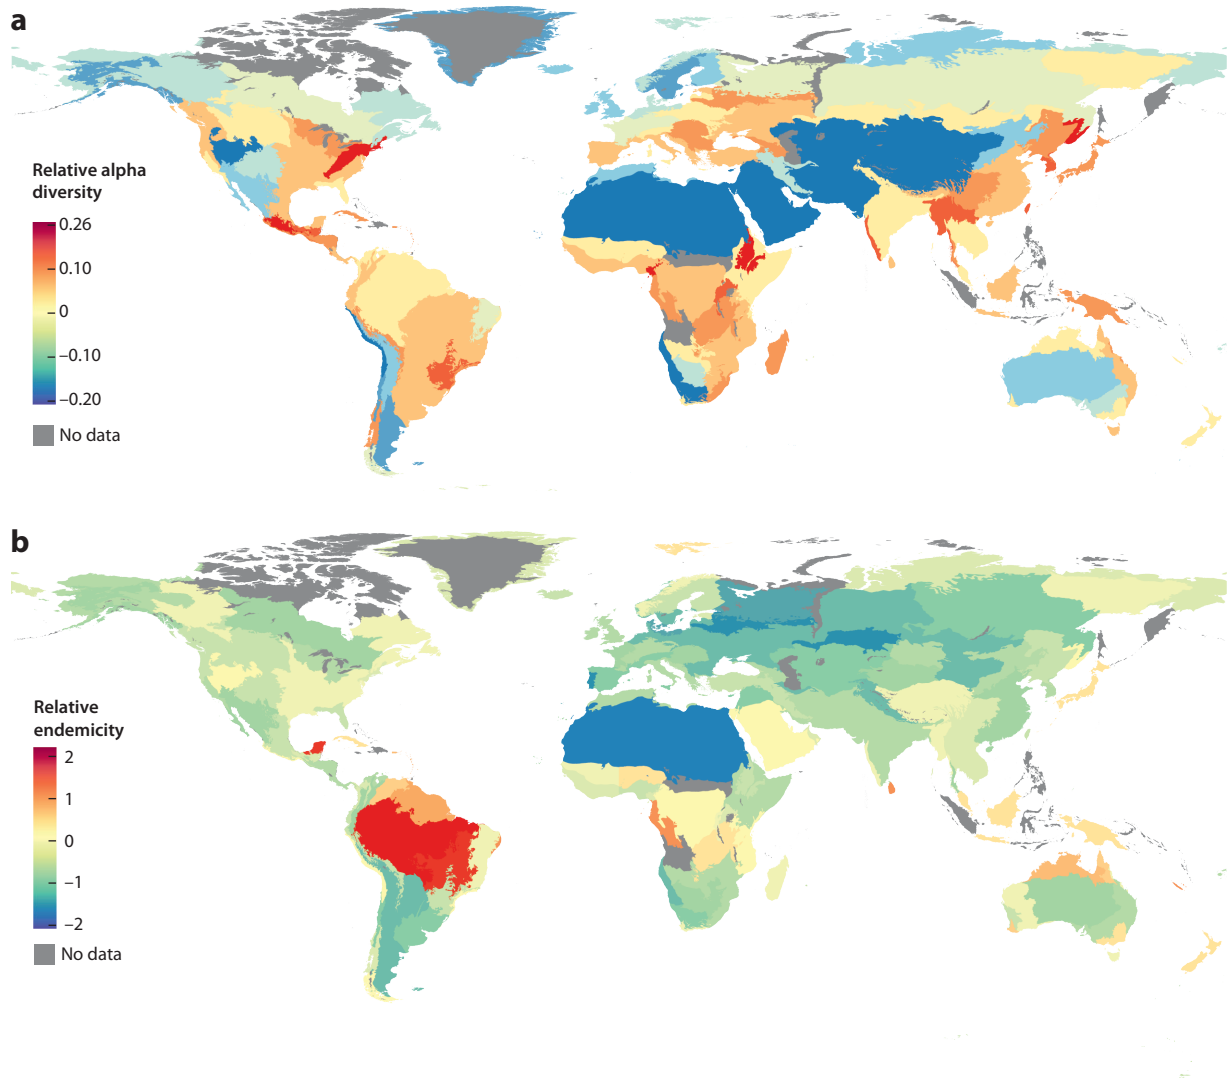 a
Relative alpha
diversity
0.26
0.10
0
−0.10
−0.20
No data
b
Relative
endemicity
2
1
0
−1
−2
No data